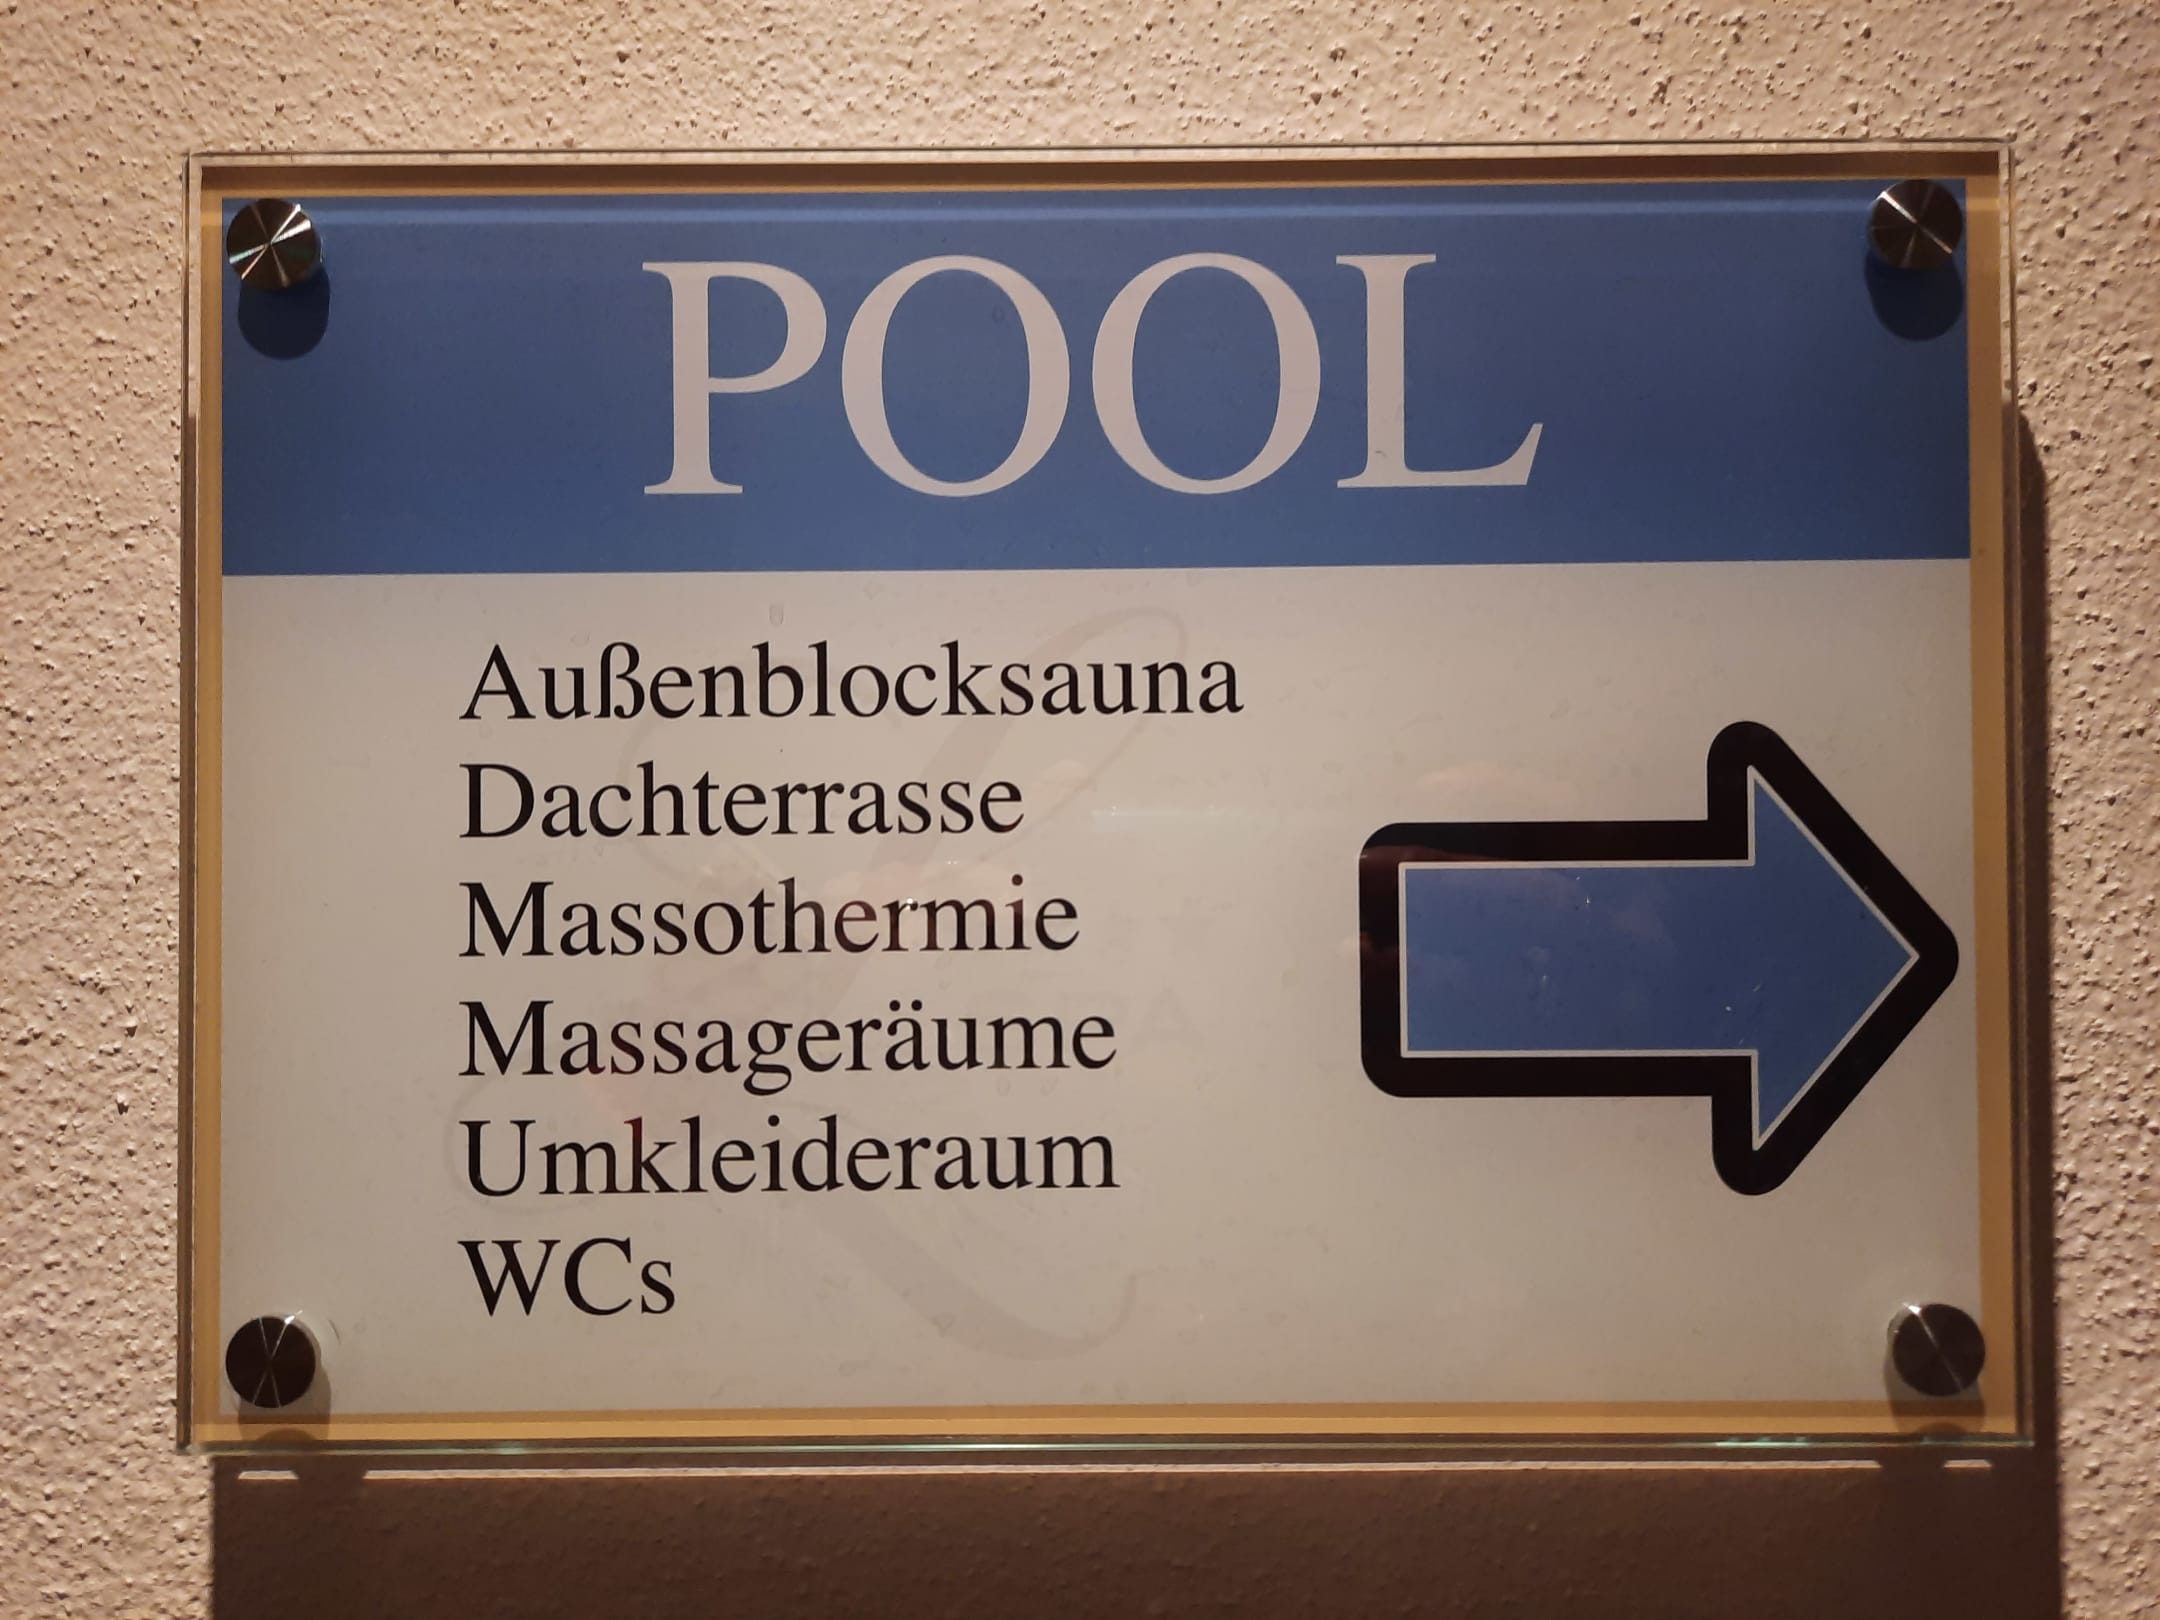 POOL
Außenblocksauna
Dachterrasse
Massothermie
Massageräume
Umkleideraum
WCs